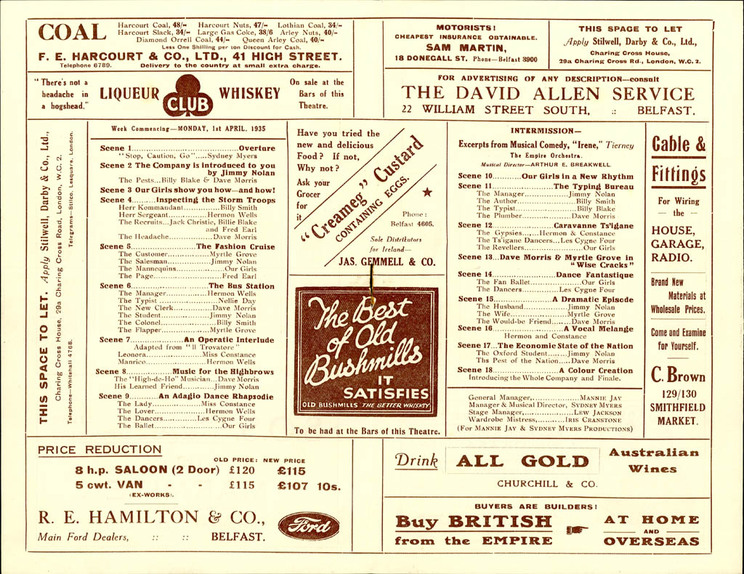 COAL
Harcourt Coal, 48/- Harcourt Nuts, 47/- Lothian Coal, 34/-
Harcourt Slack, 34/- Large Gas Coke, 38/6 Arley Nuts, 40/-
Diamond Orrell Coal, 44/- Queen Arley Coal, 40/-
Less One Shilling per ton Discount for Cash.
F. E. HARCOURT & CO., LTD., 41 HIGH STREET.
Telephone 6789. Delivery to the country at small extra charge.
MOTORISTS!
CHEAPEST INSURANCE OBTAINABLE.
SAM MARTIN,
18 DONEGALL ST. Phone—Belfast 3900
THIS SPACE TO LET
Apply Stilwell, Darby & Co., Ltd.,
Charing Cross House,
29a Charing Cross Rd., London, W.C. 2.
"There's not a
headache in
a hogshead."
LIQUEUR CLUB WHISKEY
On sale at the
Bars of this
Theatre.
FOR ADVERTISING OF ANY DESCRIPTION—consult
THE DAVID ALLEN SERVICE
22 WILLIAM STREET SOUTH, :: BELFAST.
THIS SPACE TO LET. Apply Stilwell, Darby & Co., Ltd.,
Charing Cross House, 29a Charing Cross Road, London, W.C. 2.
Telephone—Whitehall 4768. Telegrams—Stilco, Lesquare, London.
Week Commencing—MONDAY, 1st APRIL, 1935
Scene 1 Overture
"Stop, Caution, Go".....Sydney Myers
Scene 2 The Company is introduced to you
by Jimmy Nolan
The Pests...Billy Blake & Dave Morris
Scene 3 Our Girls show you how—and how!
Scene 4 Inspecting the Storm Troops
Herr Kommandant Billy Smith
Herr Sergeant Hermon Wells
The Recruits...Jack Christie, Billie Blake
and Fred Earl
The Headache Dave Morris
Scene 5 The Fashion Cruise
The Customer Myrtle Grove
The Salesman Jimmy Nolan
The Mannequins Our Girls
The Page Fred Earl
Scene 6 The Bus Station
The Manager Hermon Wells
The Typist Nellie Day
The New Clerk Dave Morris
The Student Jimmy Nolan
The Colonel Billy Smith
The Flapper Myrtle Grove
Scene 7 An Operatic Interlude
Adapted from "Il Trovatore"
Leonora Miss Constance
Manrico Hermon Wells
Scene 8 Music for the Highbrows
The "High-de-Ho" Musician...Dave Morris
His Learned Friend Jimmy Nolan
Scene 9 An Adagio Dance Rhapsodie
The Lady Miss Constance
The Lover Hermon Wells
The Dancers Les Cygne Four
The Ballet Our Girls
Have you tried the
new and delicious
Food? If not,
Why not?
Ask your
Grocer
for
it
"Creameg" Custard
CONTAINING EGGS.
Phone:
Belfast 4605.
Sole Distributors
for Ireland—
JAS. GEMMELL & CO.
The Best
of Old
Bushmills
IT
SATISFIES
OLD BUSHMILLS THE BETTER WHISKY
To be had at the Bars of this Theatre.
INTERMISSION—
Excerpts from Musical Comedy, "Irene," Tierney
The Empire Orchestra.
Musical Director—ARTHUR E. BREAKWELL
Scene 10 Our Girls in a New Rhythm
Scene 11 The Typing Bureau
The Manager Jimmy Nolan
The Author Billy Smith
The Typist Billy Blake
The Plumber Dave Morris
Scene 12 Caravanne Ts'igane
The Gypsies Hermon & Constance
The Ts'igane Dancers...Les Cygne Four
The Revellers Our Girls
Scene 13...Dave Morris & Myrtle Grove in
"Wise Cracks"
Scene 14 Dance Fantastique
The Fan Ballet Our Girls
The Dancers Les Cygne Four
Scene 15 A Dramatic Episode
The Husband Jimmy Nolan
The Wife Myrtle Grove
The Would-be Friend Dave Morris
Scene 16 A Vocal Melange
Hermon and Constance
Scene 17...The Economic State of the Nation
The Oxford Student Jimmy Nolan
The Pest of the Nation Dave Morris
Scene 18 A Colour Creation
Introducing the Whole Company and Finale.
General Manager, MANNIE JAY
Manager & Musical Director, SYDNEY MYERS
Stage Manager, LEW JACKSON
Wardrobe Mistress, IRIS CRANSTONE
(For MANNIE JAY & SYDNEY MYERS PRODUCTIONS)
Cable &
Fittings
For Wiring
— the —
HOUSE,
GARAGE,
RADIO.
Brand New
Materials at
Wholesale Prices.
Come and Examine
for Yourself.
C. Brown
129/130
SMITHFIELD
MARKET.
PRICE REDUCTION
OLD PRICE: NEW PRICE
8 h.p. SALOON (2 Door) £120 £115
5 cwt. VAN - - £115 £107 10s.
-EX-WORKS-
R. E. HAMILTON & CO.,
Main Ford Dealers, :: :: BELFAST.
Ford
Drink ALL GOLD Australian
Wines
CHURCHILL & CO.
BUYERS ARE BUILDERS!
Buy BRITISH
from the EMPIRE
AT HOME
AND
OVERSEAS